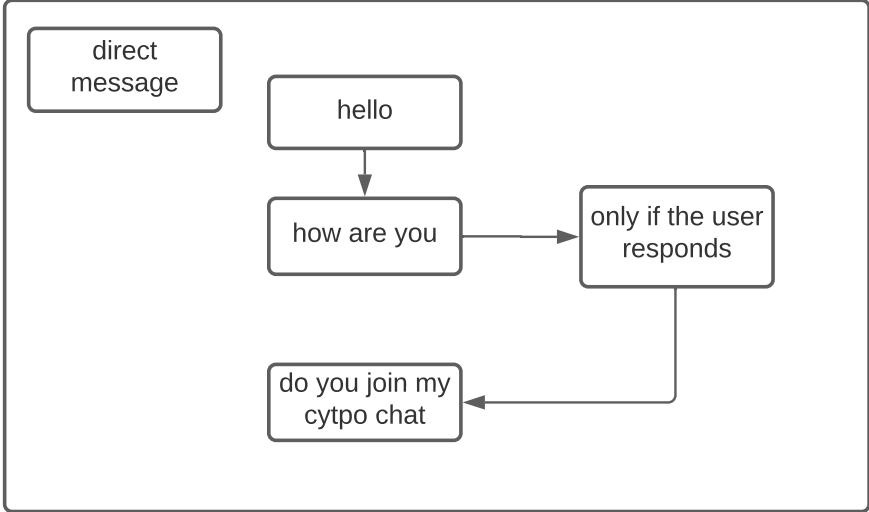 direct
message
hello
how are you
only if the user
responds
do you join my
cytpo chat